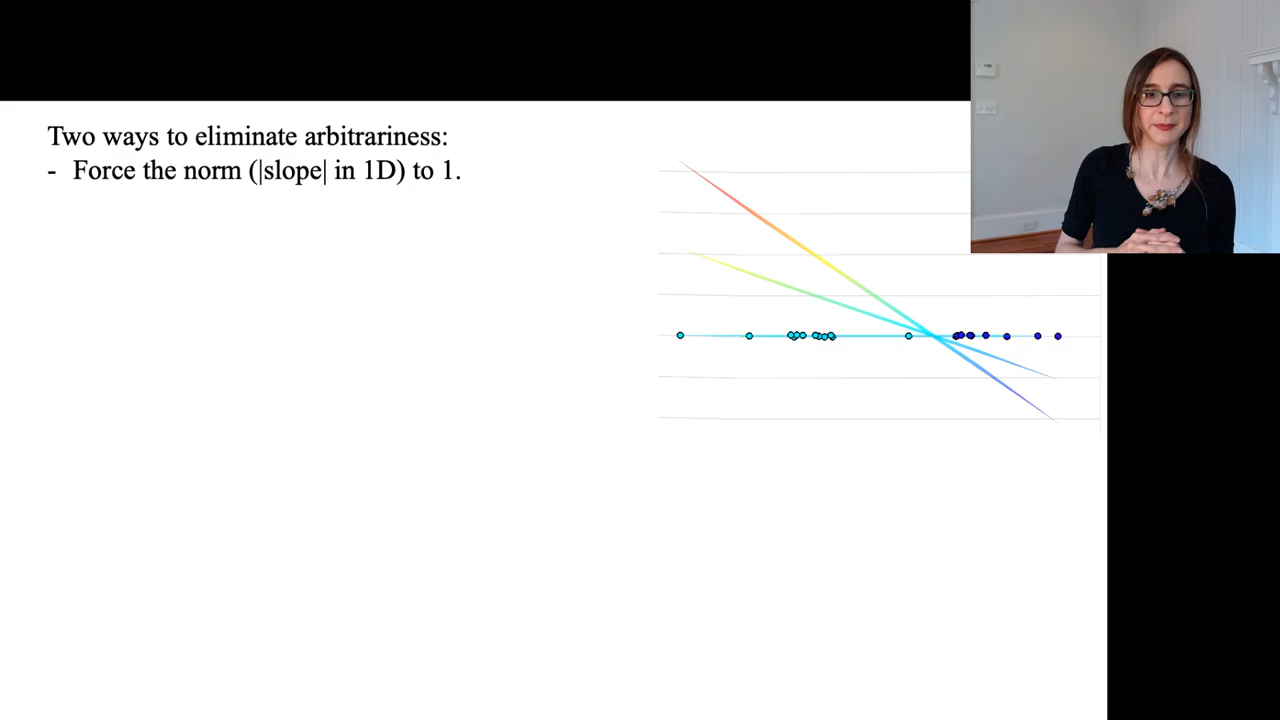 Two ways to eliminate arbitrariness:
- Force the norm (|slope| in 1D) to 1.